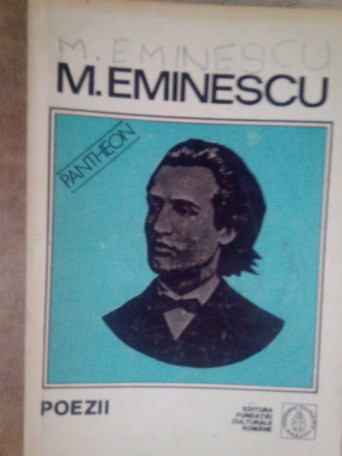 M. EMINESCU
M. EMINESCU
PANTHEON
POEZII
EDITURA
FUNDAȚIEI
CULTURALE
ROMÂNE